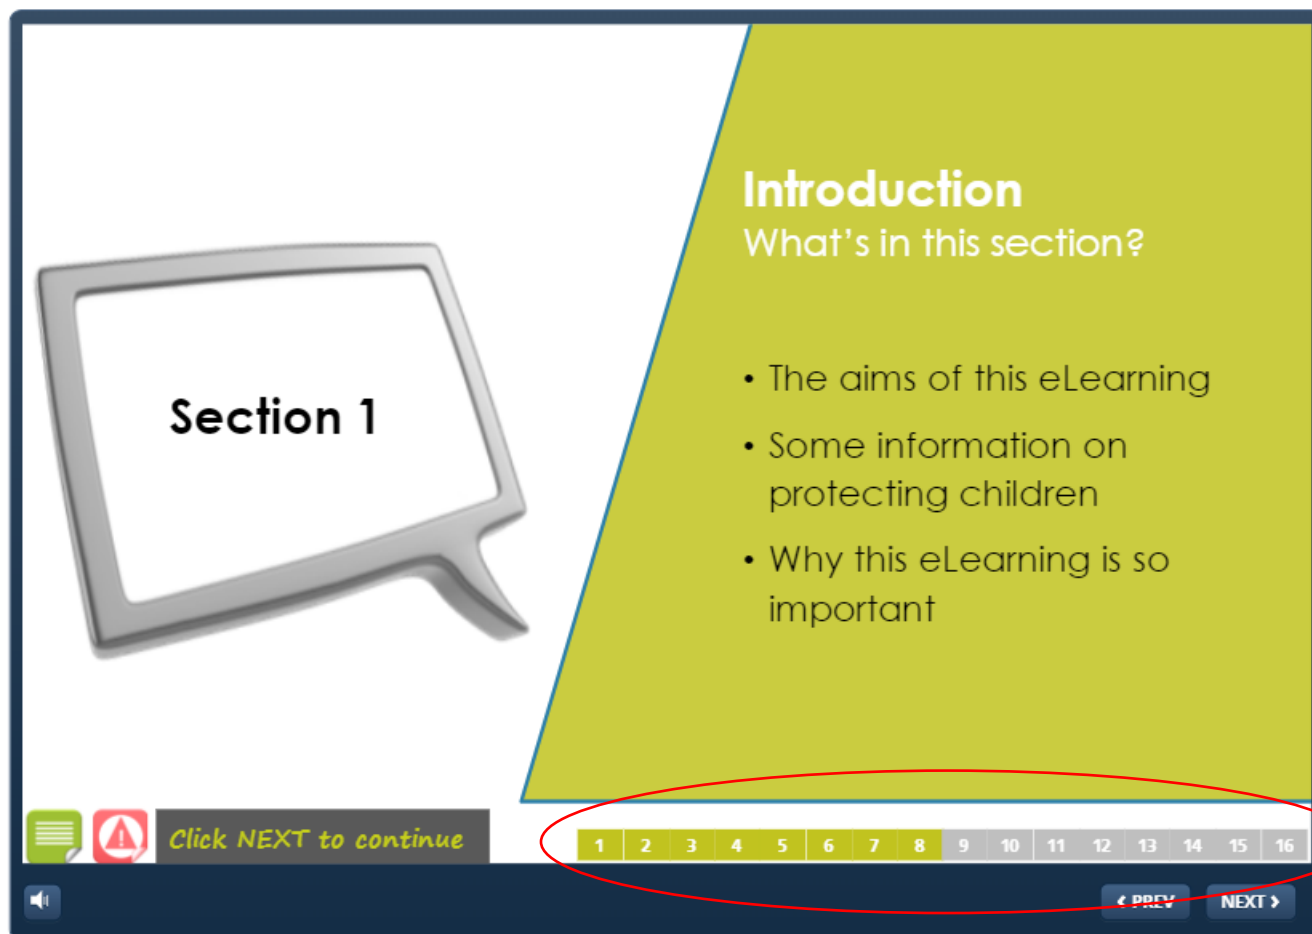 Introduction
What's in this section?
Section 1
• The aims of this eLearning
• Some information on
protecting children
• Why this eLearning is so
important
Click NEXT to continue
1 2 3 4 5 6 7 8 9 10 11 12 13 14 15 16
PREV NEXT